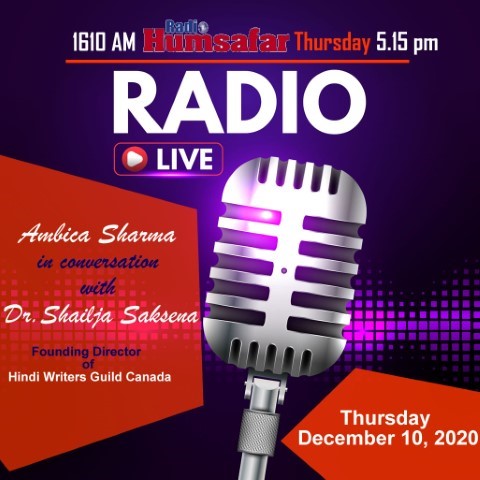 1610 AM Radio Humsafar Thursday 5.15 pm
RADIO
LIVE
Ambica Sharma
in conversation
with
Dr. Shailja Saksena
Founding Director
of
Hindi Writers Guild Canada
Thursday
December 10, 2020